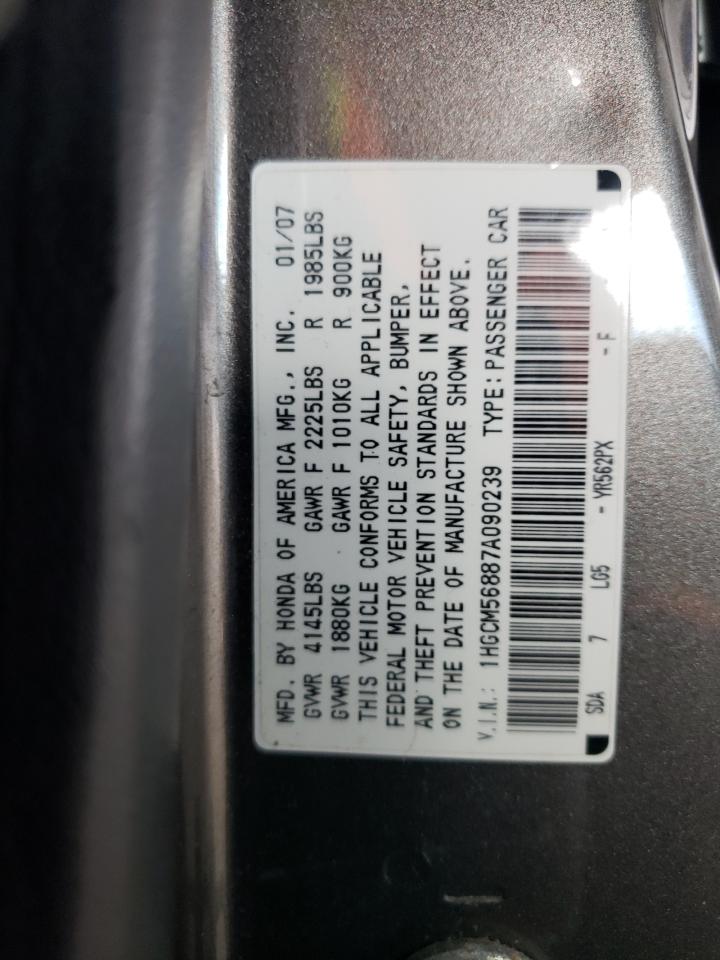 MFD. BY HONDA OF AMERICA MFG., INC. 01/07
GVWR 4145LBS GAWR F 2225LBS R 1985LBS
GVWR 1880KG GAWR F 1010KG R 900KG
THIS VEHICLE CONFORMS TO ALL APPLICABLE
FEDERAL MOTOR VEHICLE SAFETY, BUMPER,
AND THEFT PREVENTION STANDARDS IN EFFECT
ON THE DATE OF MANUFACTURE SHOWN ABOVE.
V.I.N.: 1HGCM56887A090239 TYPE: PASSENGER CAR
SDA 7 LG5 - YR562PX - F